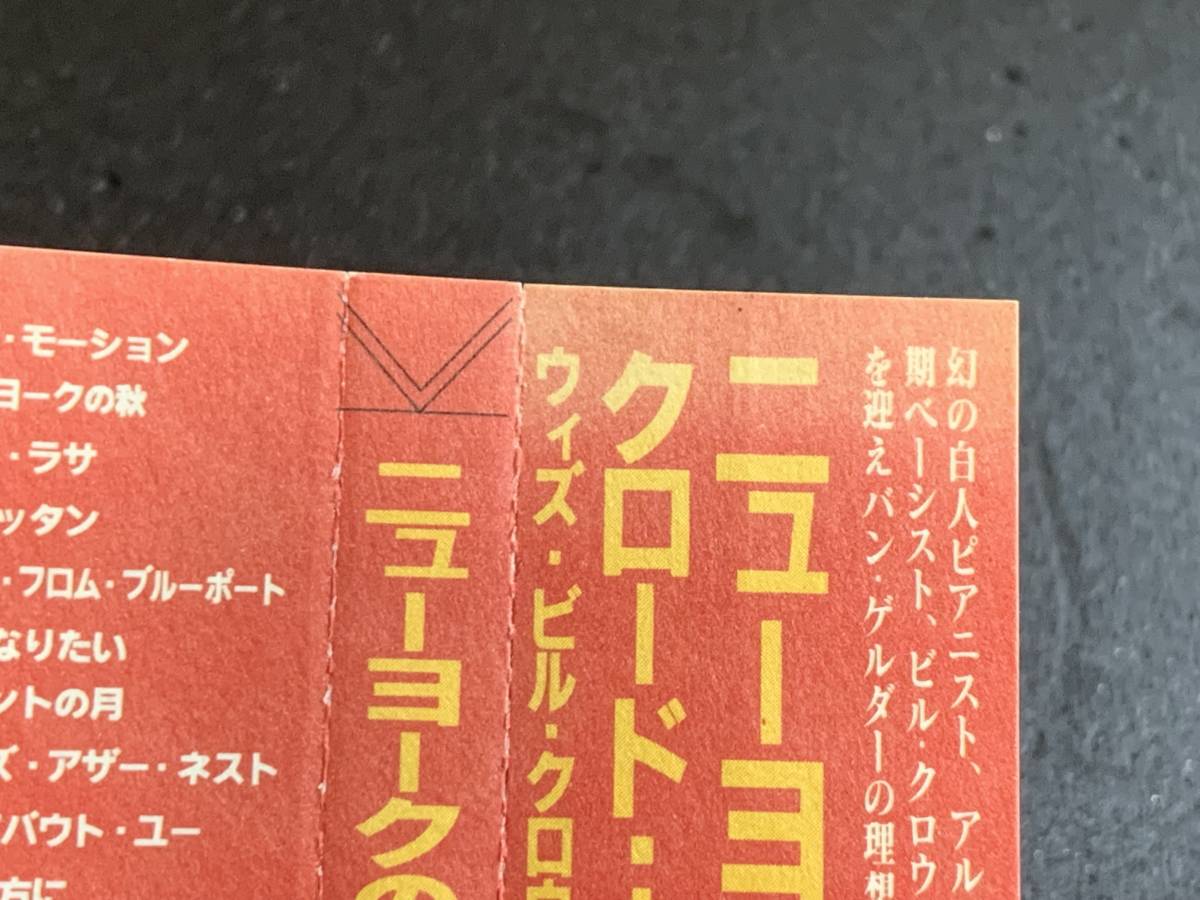 幻の白人ピアニスト、アル
期ベーシスト、ビル・クロウ
を迎えバン・ゲルダーの理想
ニューヨ
クロード・
ウィズ・ビル・クロウ
ニューヨークの
・モーション
ヨークの秋
・ラサ
ッタン
・フロム・ブルーポート
なりたい
ントの月
ズ・アザー・ネスト
バウト・ユー
方に